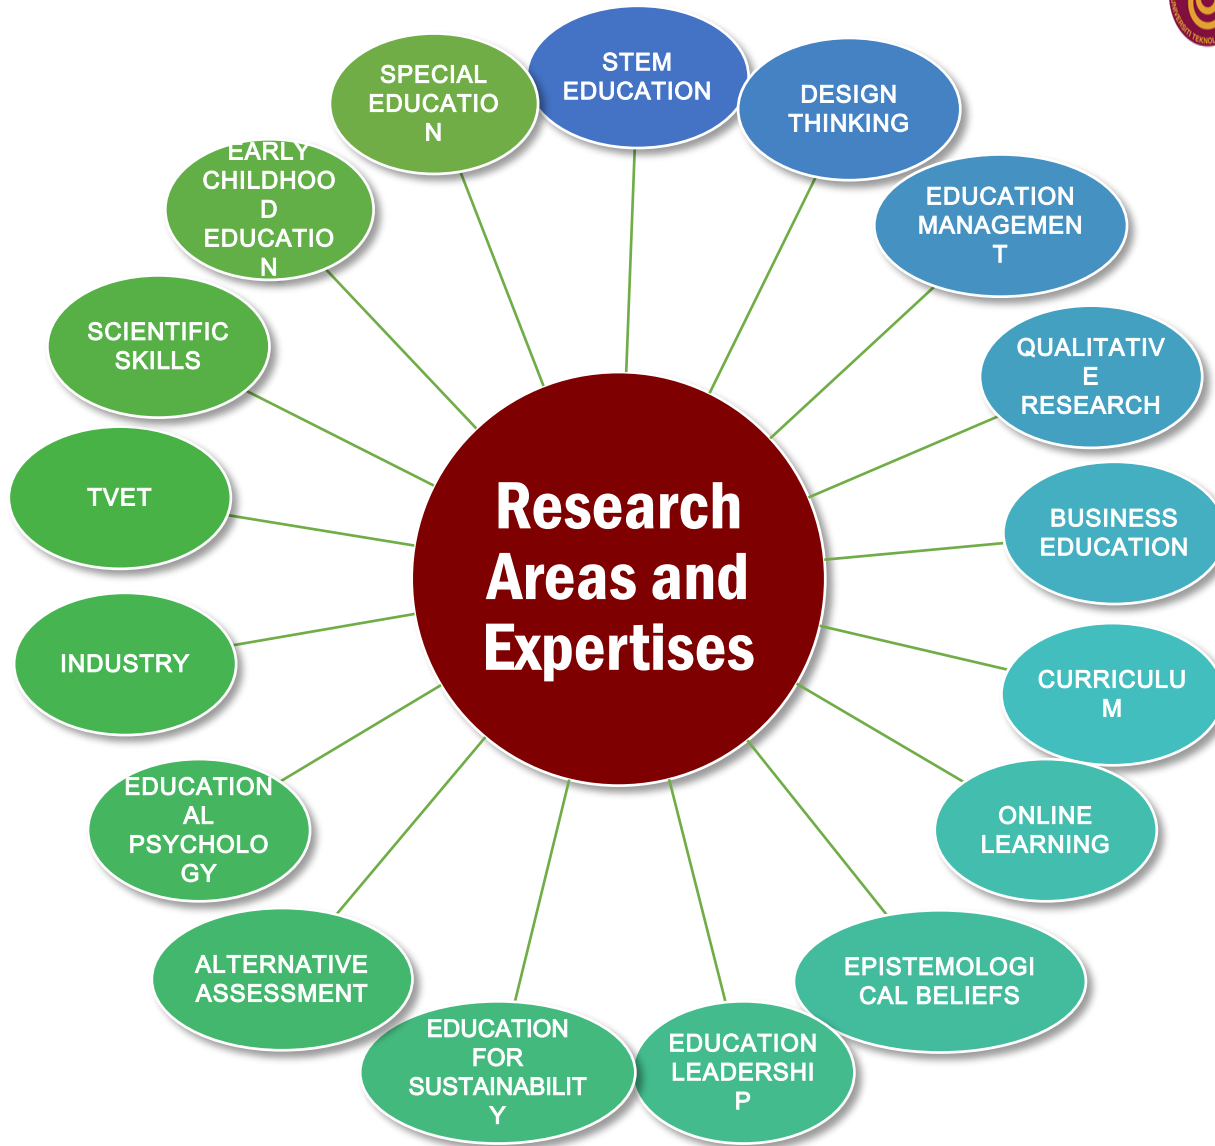 STEM
EDUCATION
DESIGN
THINKING
EDUCATION
MANAGEMEN
T
QUALITATIV
E
RESEARCH
BUSINESS
EDUCATION
CURRICULU
M
ONLINE
LEARNING
EPISTEMOLOGI
CAL BELIEFS
EDUCATION
LEADERSHI
P
EDUCATION
FOR
SUSTAINABILIT
Y
ALTERNATIVE
ASSESSMENT
EDUCATION
AL
PSYCHOLO
GY
INDUSTRY
TVET
SCIENTIFIC
SKILLS
EARLY
CHILDHOO
D
EDUCATIO
N
SPECIAL
EDUCATIO
N
Research
Areas and
Expertises